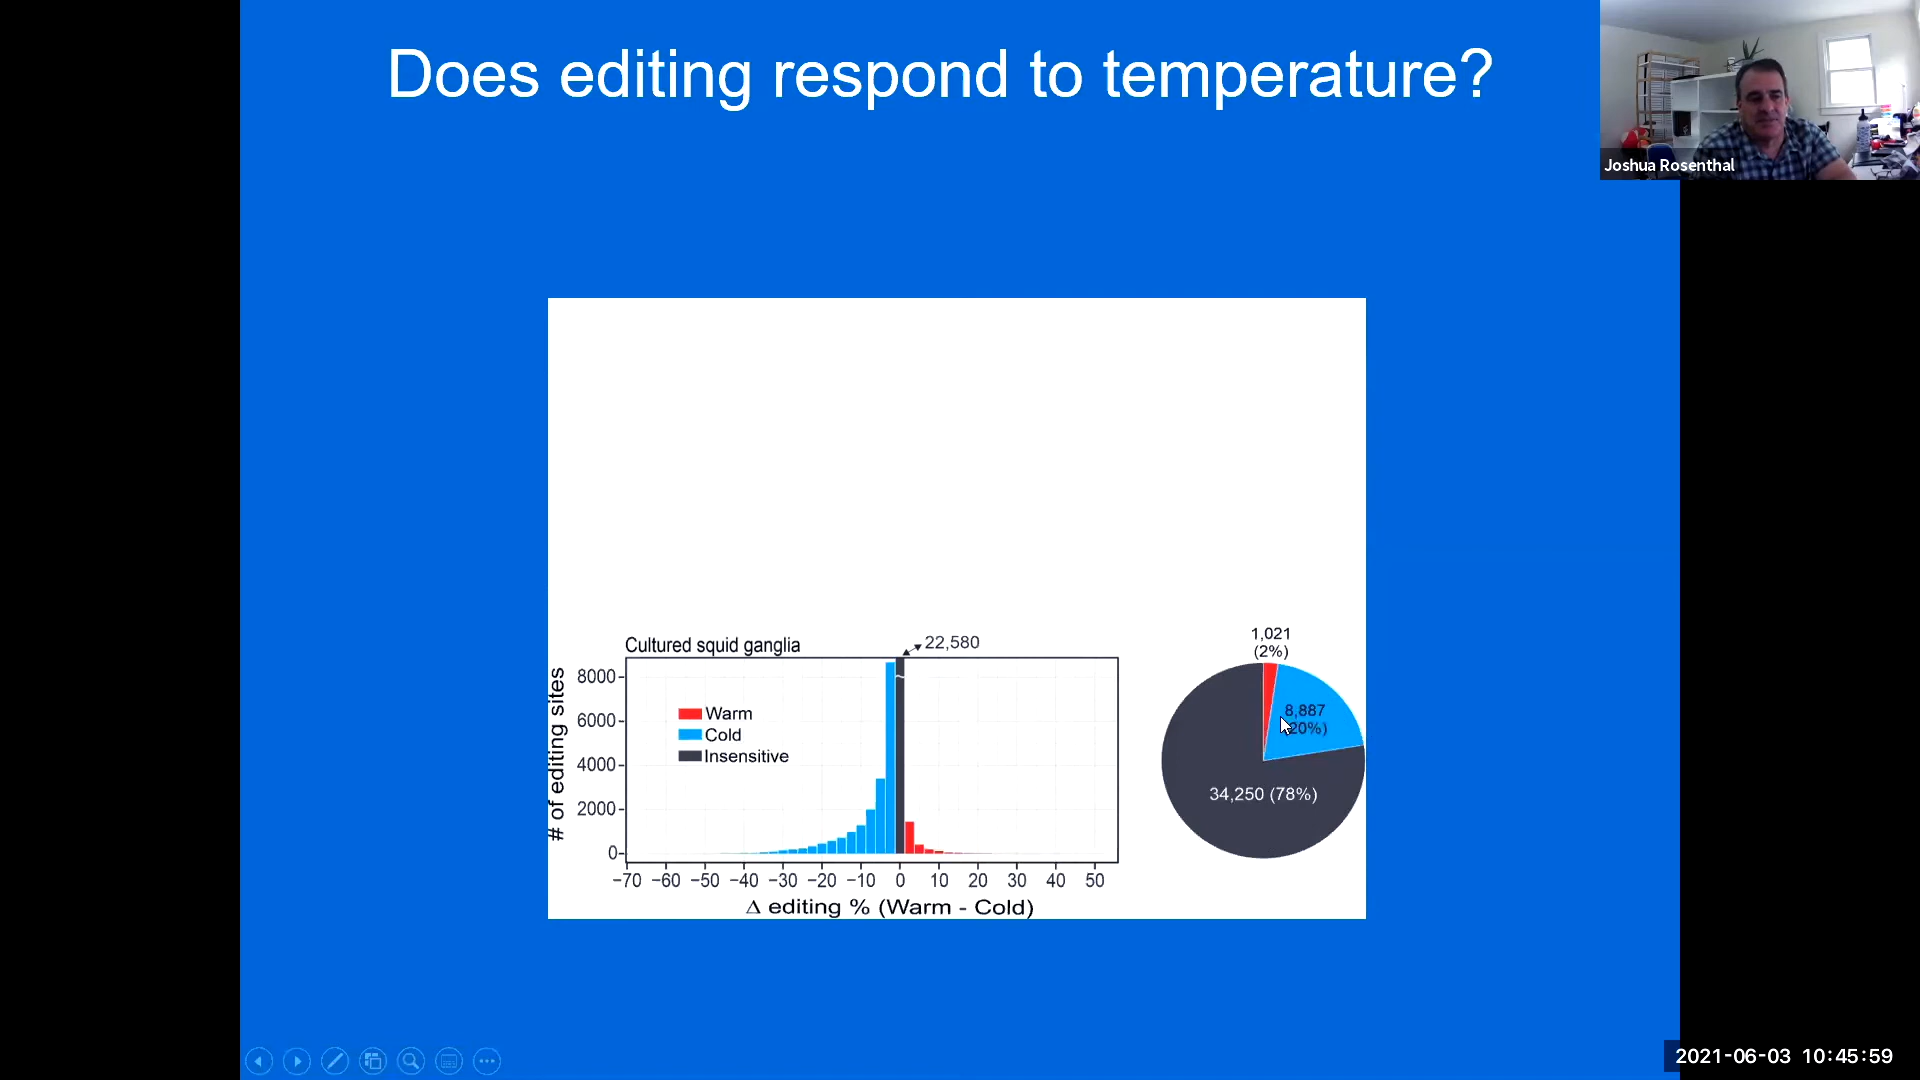 Does editing respond to temperature?
Joshua Rosenthal
Cultured squid ganglia
22,580
# of editing sites
8000
6000
4000
2000
0
Warm
Cold
Insensitive
−70 −60 −50 −40 −30 −20 −10 0 10 20 30 40 50
Δ editing % (Warm - Cold)
1,021
(2%)
8,887
20%)
34,250 (78%)
2021-06-03 10:45:59